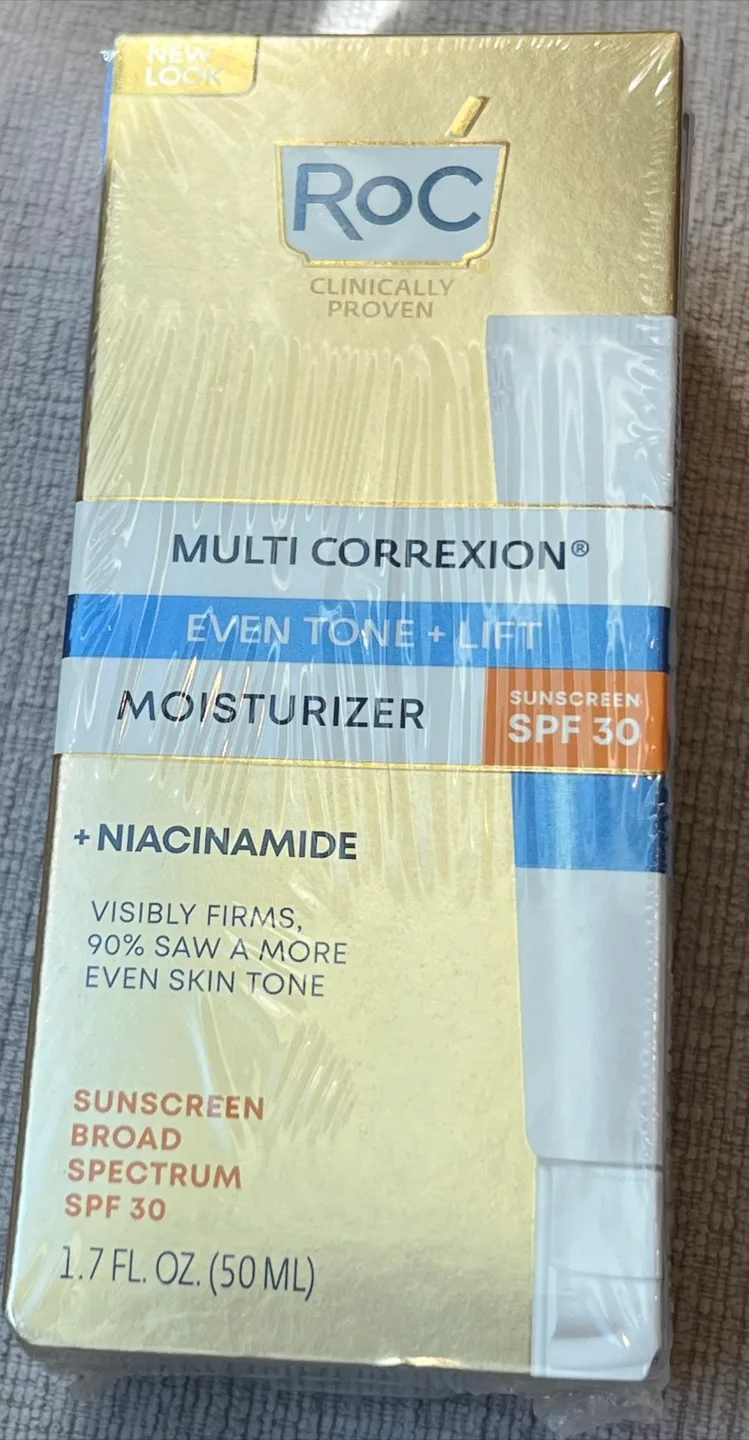 NEW
LOOK
RoC
CLINICALLY
PROVEN
MULTI CORREXION®
EVEN TONE + LIFT
MOISTURIZER
SUNSCREEN
SPF 30
+ NIACINAMIDE
VISIBLY FIRMS,
90% SAW A MORE
EVEN SKIN TONE
SUNSCREEN
BROAD
SPECTRUM
SPF 30
1.7 FL. OZ. (50 ML)